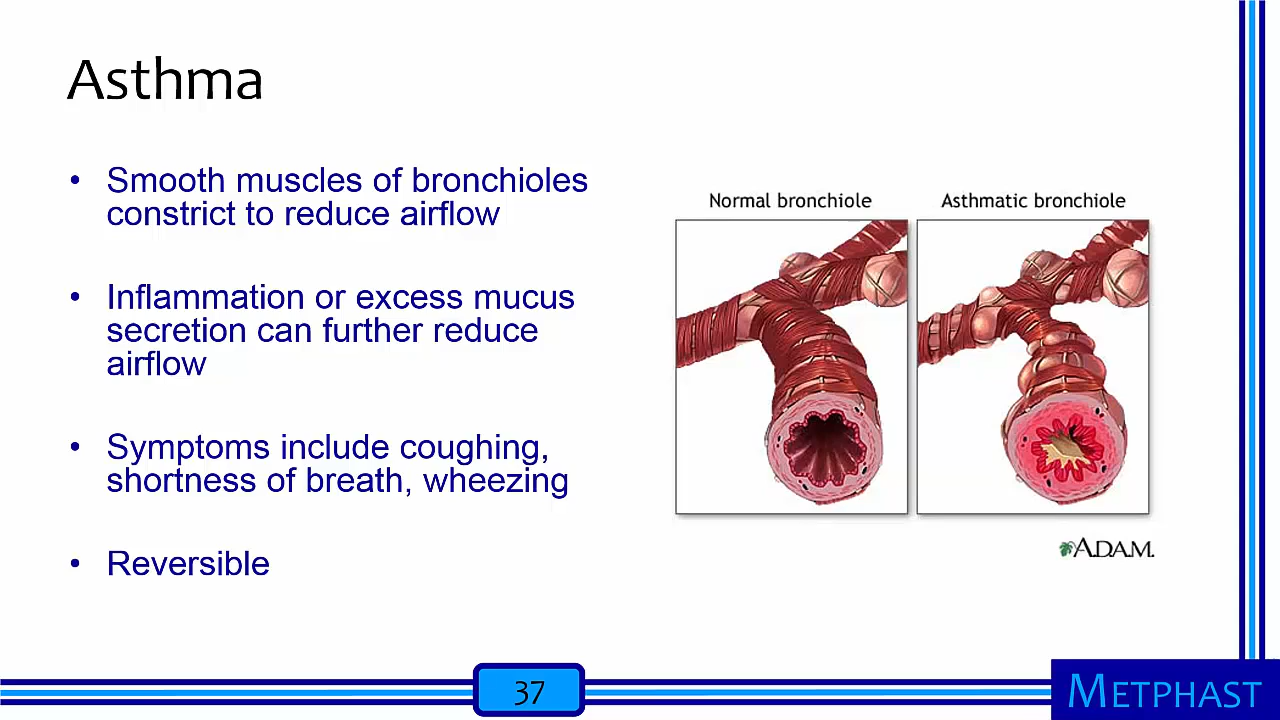 Asthma
• Smooth muscles of bronchioles
constrict to reduce airflow
• Inflammation or excess mucus
secretion can further reduce
airflow
• Symptoms include coughing,
shortness of breath, wheezing
• Reversible
Normal bronchiole
Asthmatic bronchiole
A.D.A.M.
37
METPHAST